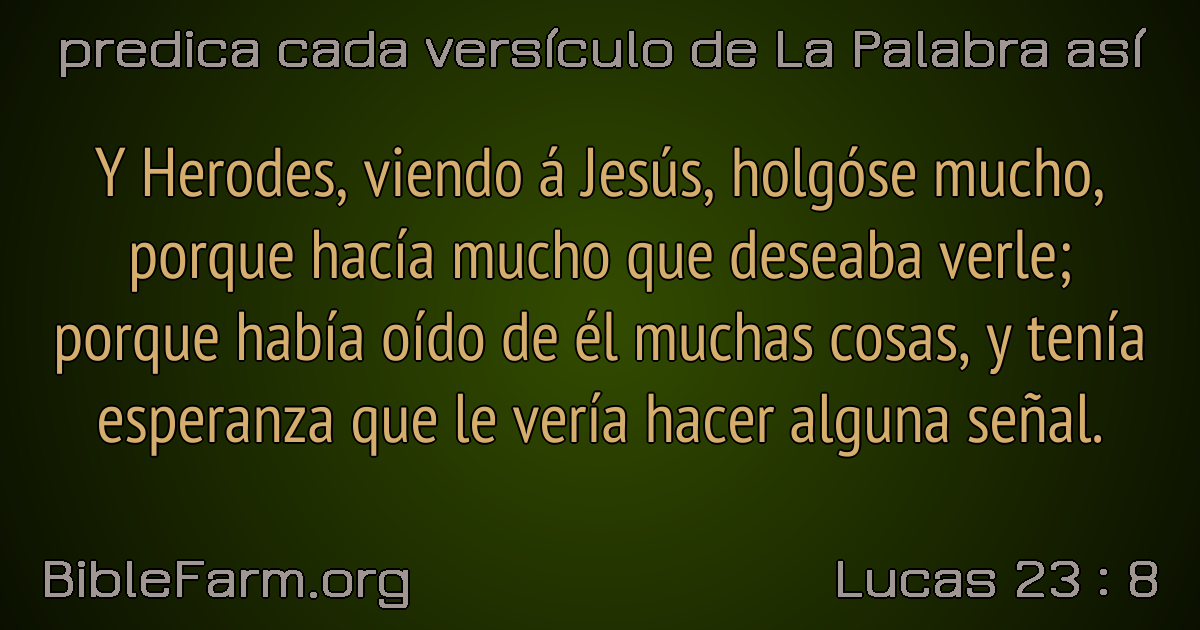 predica cada versículo de La Palabra así
Y Herodes, viendo á Jesús, holgóse mucho,
porque hacía mucho que deseaba verle;
porque había oído de él muchas cosas, y tenía
esperanza que le vería hacer alguna señal.
BibleFarm.org
Lucas 23 : 8